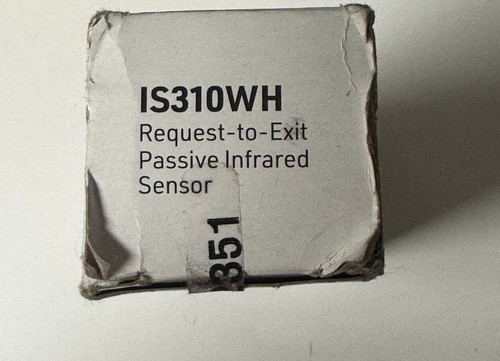 IS310WH
Request-to-Exit
Passive Infrared
Sensor
351